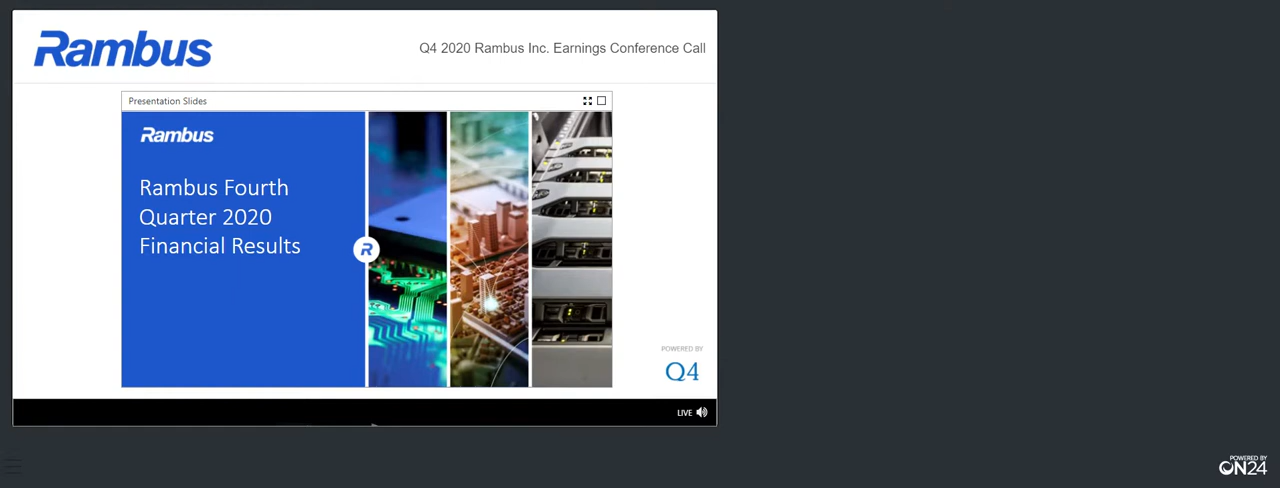 Rambus
Q4 2020 Rambus Inc. Earnings Conference Call
Presentation Slides
Rambus
Rambus Fourth
Quarter 2020
Financial Results
R
POWERED BY
Q4
LIVE
POWERED BY
ON24